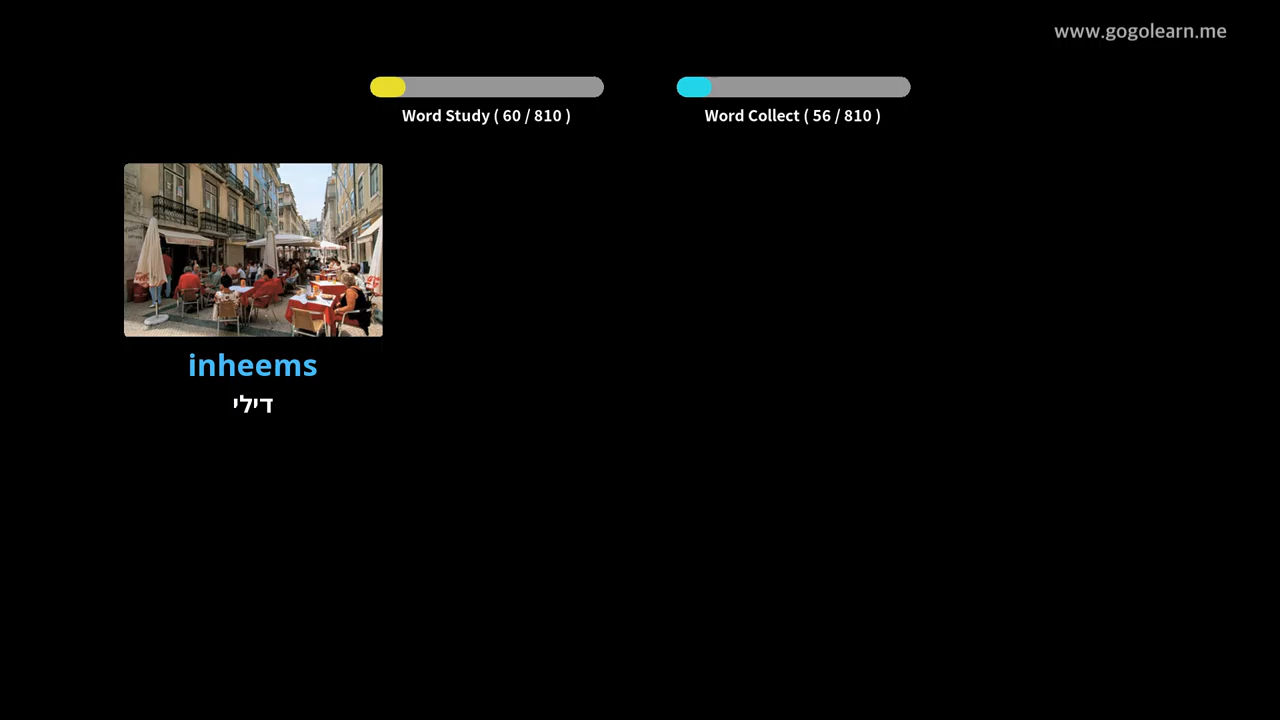 www.gogolearn.me
Word Study ( 60 / 810 )
Word Collect ( 56 / 810 )
inheems
דילי